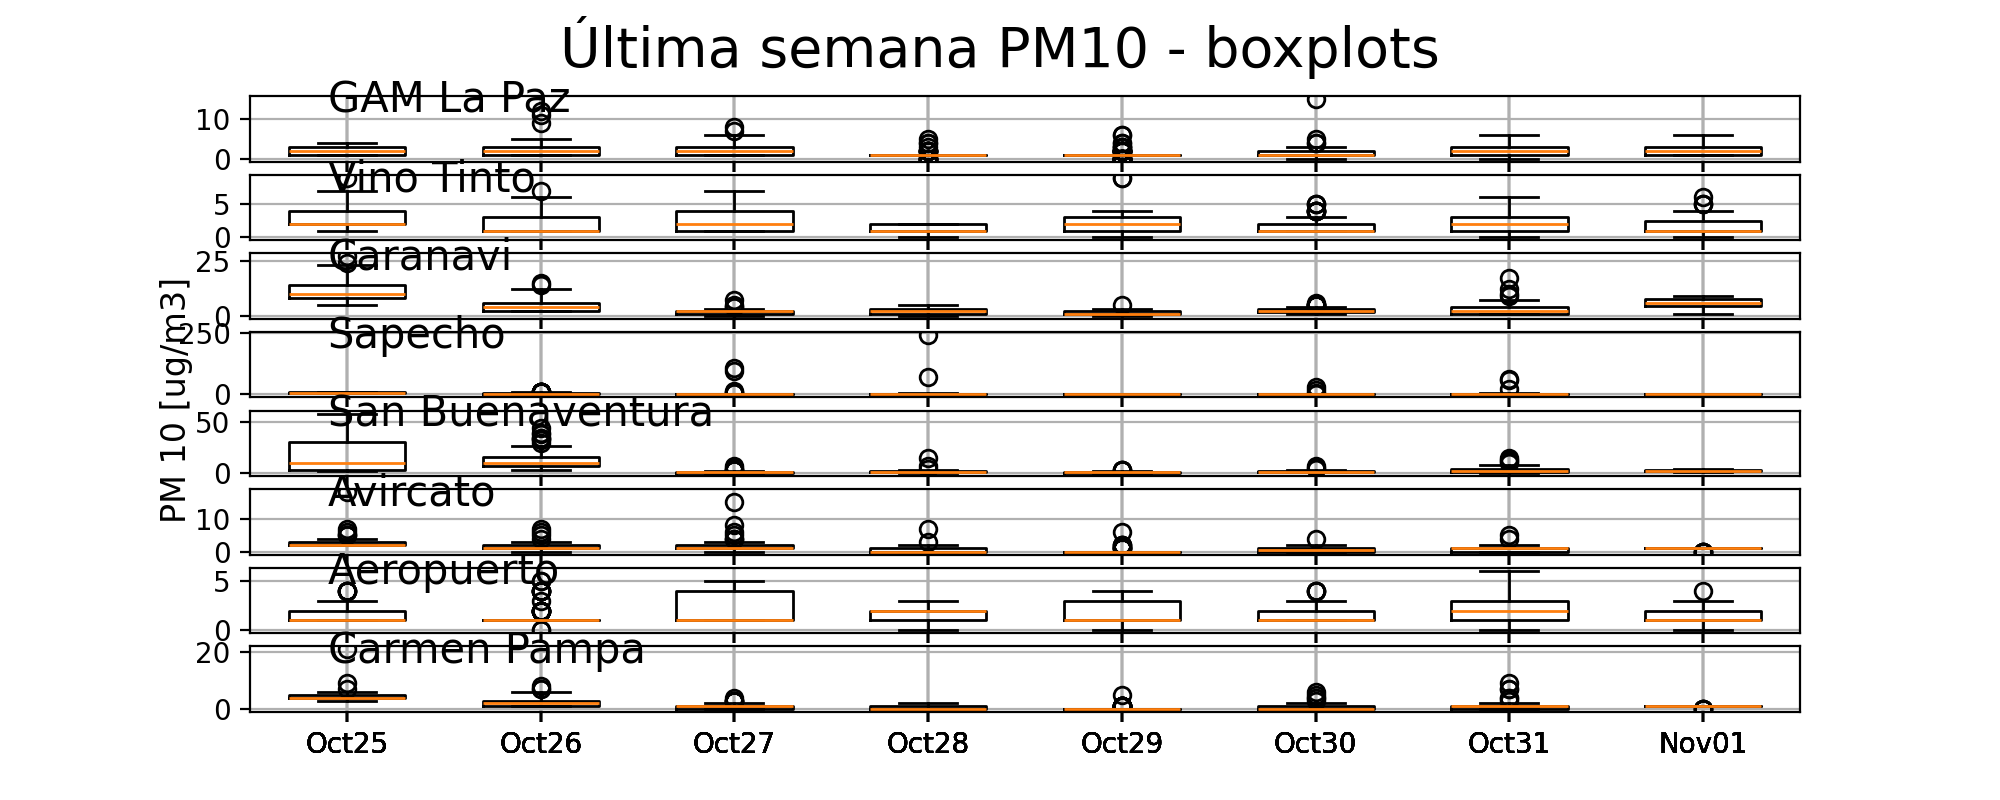 Última semana PM10 - boxplots
GAM La Paz
10
0
Vino Tinto
5
0
Caranavi
25
0
Sapecho
250
0
San Buenaventura
50
0
Avircato
10
0
Aeropuerto
5
0
Carmen Pampa
20
0
PM 10 [ug/m3]
Oct25 Oct26 Oct27 Oct28 Oct29 Oct30 Oct31 Nov01